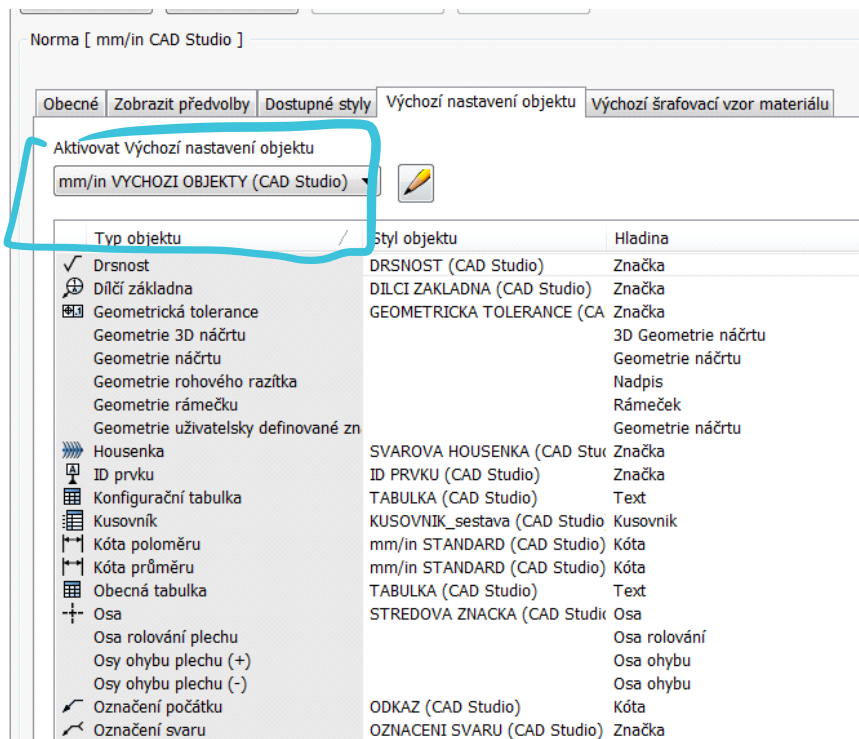 Norma [ mm/in CAD Studio ]
Obecné Zobrazit předvolby Dostupné styly Výchozí nastavení objektu Výchozí šrafovací vzor materiálu
Aktivovat Výchozí nastavení objektu
mm/in VYCHOZI OBJEKTY (CAD Studio)
Typ objektu Styl objektu Hladina
Drsnost DRSNOST (CAD Studio) Značka
Dílčí základna DILCI ZAKLADNA (CAD Studio) Značka
Geometrická tolerance GEOMETRICKA TOLERANCE (CA Značka
Geometrie 3D náčrtu 3D Geometrie náčrtu
Geometrie náčrtu Geometrie náčrtu
Geometrie rohového razítka Nadpis
Geometrie rámečku Rámeček
Geometrie uživatelsky definované zn Geometrie náčrtu
Housenka SVAROVA HOUSENKA (CAD Stud Značka
ID prvku ID PRVKU (CAD Studio) Značka
Konfigurační tabulka TABULKA (CAD Studio) Text
Kusovník KUSOVNIK_sestava (CAD Studio Kusovnik
Kóta poloměru mm/in STANDARD (CAD Studio) Kóta
Kóta průměru mm/in STANDARD (CAD Studio) Kóta
Obecná tabulka TABULKA (CAD Studio) Text
Osa STREDOVA ZNACKA (CAD Studio Osa
Osa rolování plechu Osa rolování
Osy ohybu plechu (+) Osa ohybu
Osy ohybu plechu (-) Osa ohybu
Označení počátku ODKAZ (CAD Studio) Kóta
Označení svaru OZNACENI SVARU (CAD Studio) Značka